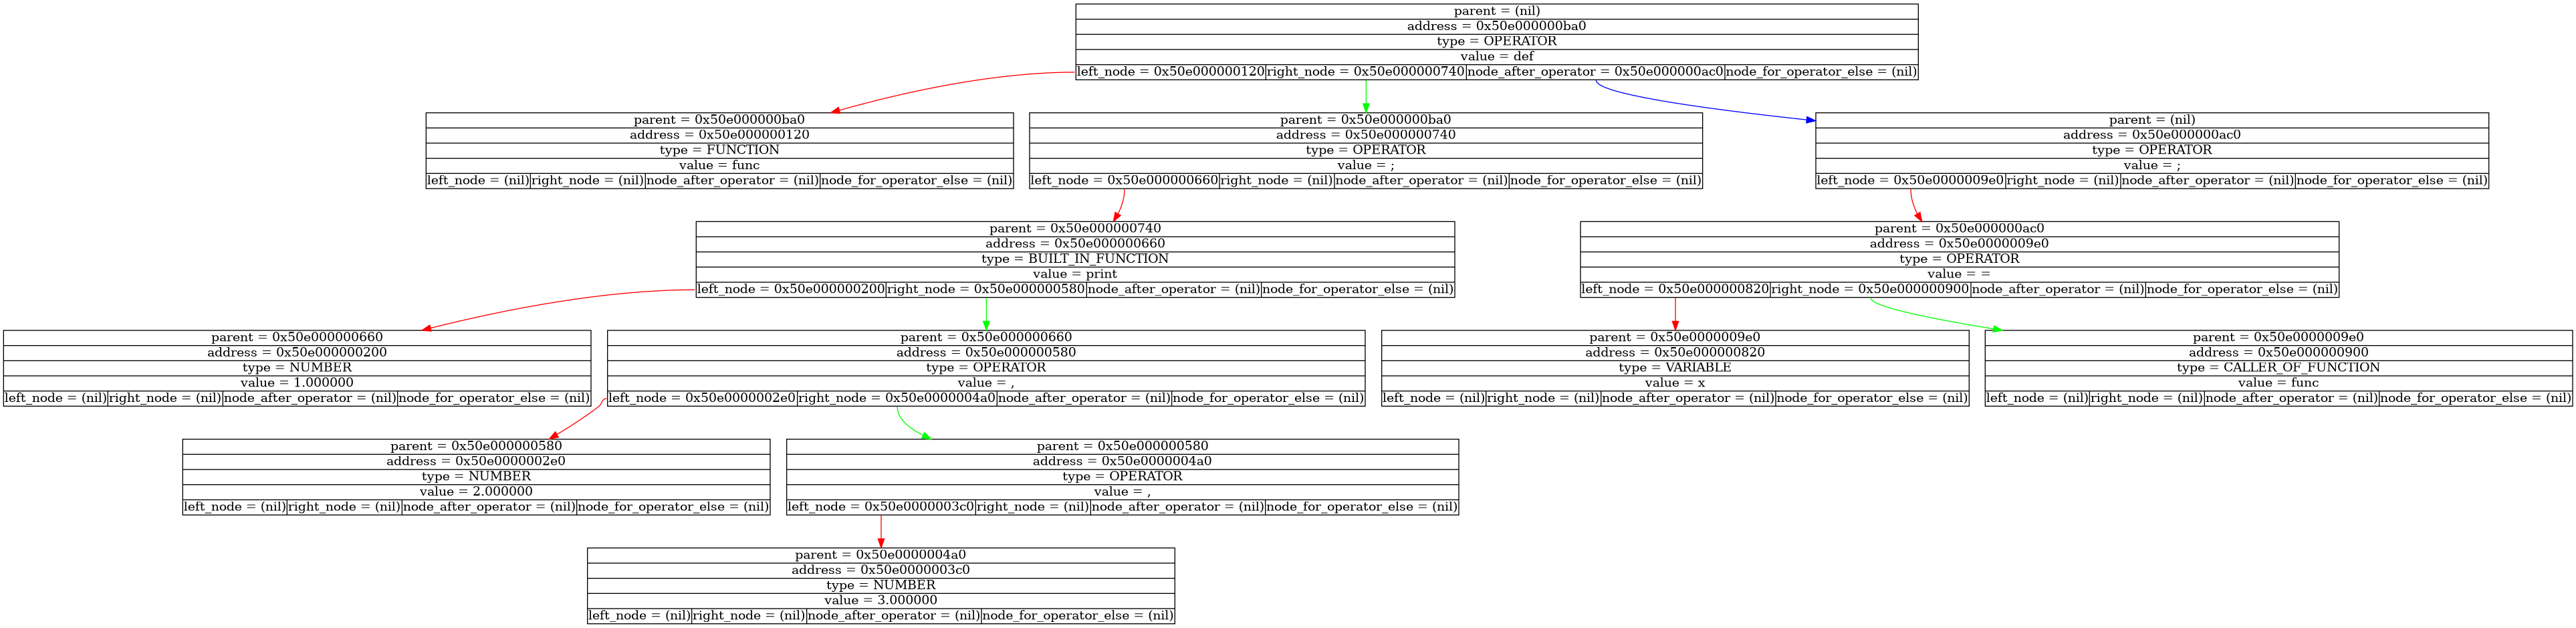 parent = (nil)
address = 0x50e000000ba0
type = OPERATOR
value = def
left_node = 0x50e000000120 right_node = 0x50e000000740 node_after_operator = 0x50e000000ac0 node_for_operator_else = (nil)
parent = 0x50e000000ba0
address = 0x50e000000120
type = FUNCTION
value = func
left_node = (nil) right_node = (nil) node_after_operator = (nil) node_for_operator_else = (nil)
parent = 0x50e000000ba0
address = 0x50e000000740
type = OPERATOR
value = ;
left_node = 0x50e000000660 right_node = (nil) node_after_operator = (nil) node_for_operator_else = (nil)
parent = (nil)
address = 0x50e000000ac0
type = OPERATOR
value = ;
left_node = 0x50e0000009e0 right_node = (nil) node_after_operator = (nil) node_for_operator_else = (nil)
parent = 0x50e000000740
address = 0x50e000000660
type = BUILT_IN_FUNCTION
value = print
left_node = 0x50e000000200 right_node = 0x50e000000580 node_after_operator = (nil) node_for_operator_else = (nil)
parent = 0x50e000000ac0
address = 0x50e0000009e0
type = OPERATOR
value = =
left_node = 0x50e000000820 right_node = 0x50e000000900 node_after_operator = (nil) node_for_operator_else = (nil)
parent = 0x50e000000660
address = 0x50e000000200
type = NUMBER
value = 1.000000
left_node = (nil) right_node = (nil) node_after_operator = (nil) node_for_operator_else = (nil)
parent = 0x50e000000660
address = 0x50e000000580
type = OPERATOR
value = ,
left_node = 0x50e0000002e0 right_node = 0x50e0000004a0 node_after_operator = (nil) node_for_operator_else = (nil)
parent = 0x50e0000009e0
address = 0x50e000000820
type = VARIABLE
value = x
left_node = (nil) right_node = (nil) node_after_operator = (nil) node_for_operator_else = (nil)
parent = 0x50e0000009e0
address = 0x50e000000900
type = CALLER_OF_FUNCTION
value = func
left_node = (nil) right_node = (nil) node_after_operator = (nil) node_for_operator_else = (nil)
parent = 0x50e000000580
address = 0x50e0000002e0
type = NUMBER
value = 2.000000
left_node = (nil) right_node = (nil) node_after_operator = (nil) node_for_operator_else = (nil)
parent = 0x50e000000580
address = 0x50e0000004a0
type = OPERATOR
value = ,
left_node = 0x50e0000003c0 right_node = (nil) node_after_operator = (nil) node_for_operator_else = (nil)
parent = 0x50e0000004a0
address = 0x50e0000003c0
type = NUMBER
value = 3.000000
left_node = (nil) right_node = (nil) node_after_operator = (nil) node_for_operator_else = (nil)